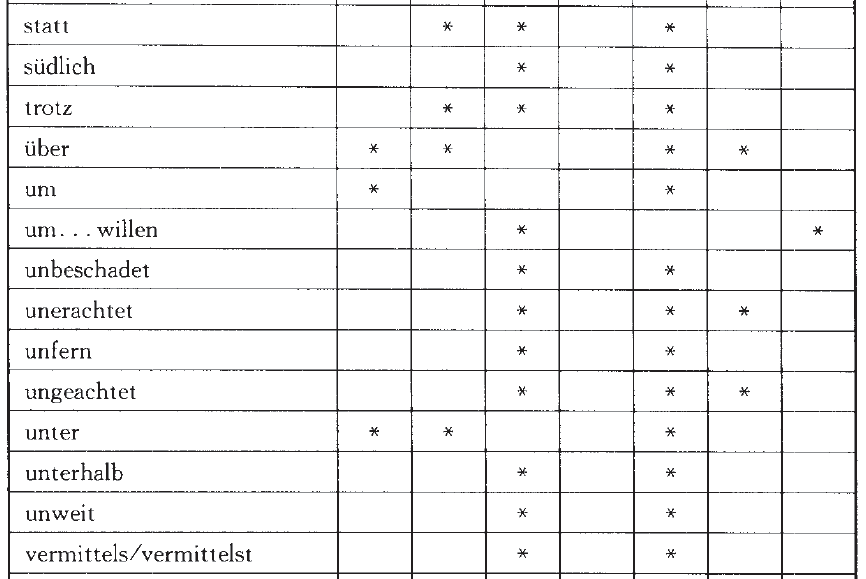 statt * * *
südlich * *
trotz * * *
über * * * *
um * *
um... willen * *
unbeschadet * *
unerachtet * * *
unfern * *
ungeachtet * * *
unter * * *
unterhalb * *
unweit * *
vermittels/vermittelst * *